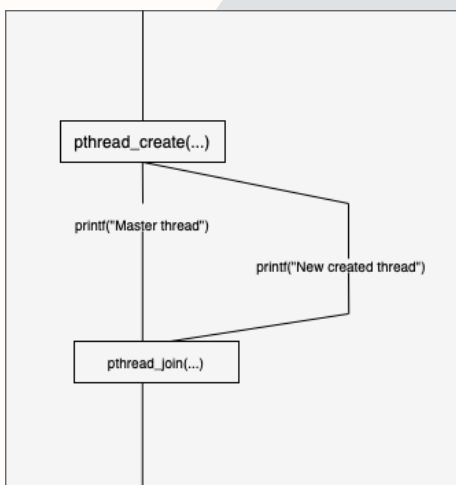 pthread_create(...)
printf("Master thread")
printf("New created thread")
pthread_join(...)